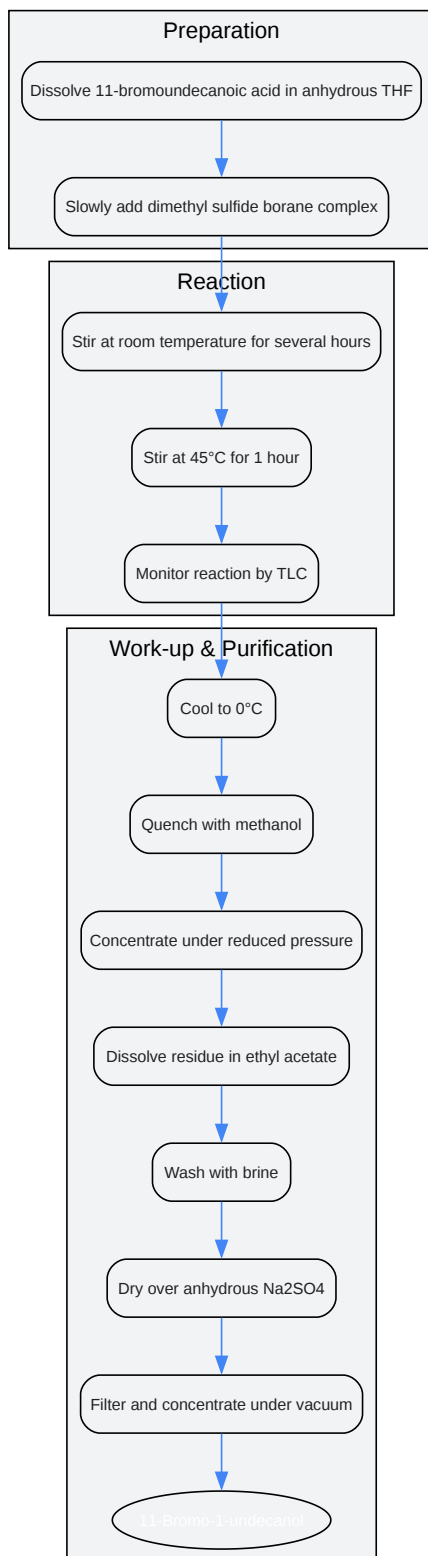 Preparation
Dissolve 11-bromoundecanoic acid in anhydrous THF
Slowly add dimethyl sulfide borane complex
Reaction
Stir at room temperature for several hours
Stir at 45°C for 1 hour
Monitor reaction by TLC
Work-up & Purification
Cool to 0°C
Quench with methanol
Concentrate under reduced pressure
Dissolve residue in ethyl acetate
Wash with brine
Dry over anhydrous Na2SO4
Filter and concentrate under vacuum
11-Bromo-1-undecanol